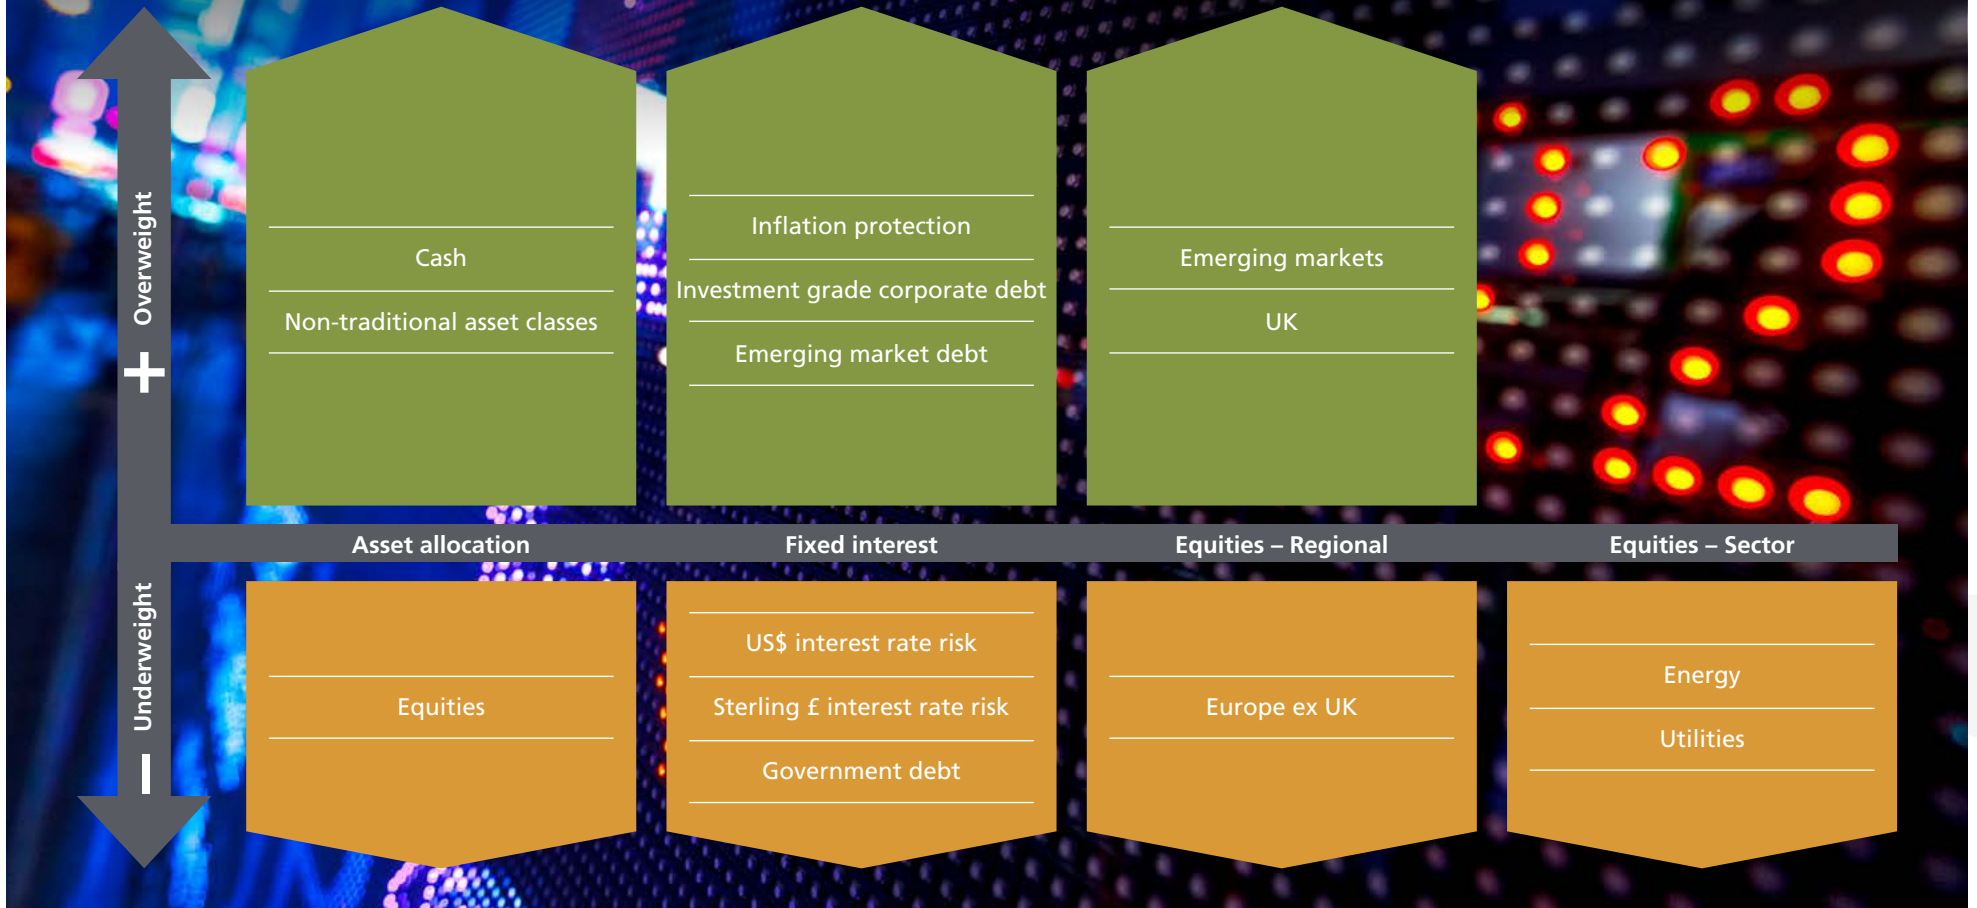 Overweight
+
Cash
Non-traditional asset classes
Inflation protection
Investment grade corporate debt
Emerging market debt
Emerging markets
UK
Asset allocation
Fixed interest
Equities – Regional
Equities – Sector
Underweight
–
Equities
US$ interest rate risk
Sterling £ interest rate risk
Government debt
Europe ex UK
Energy
Utilities